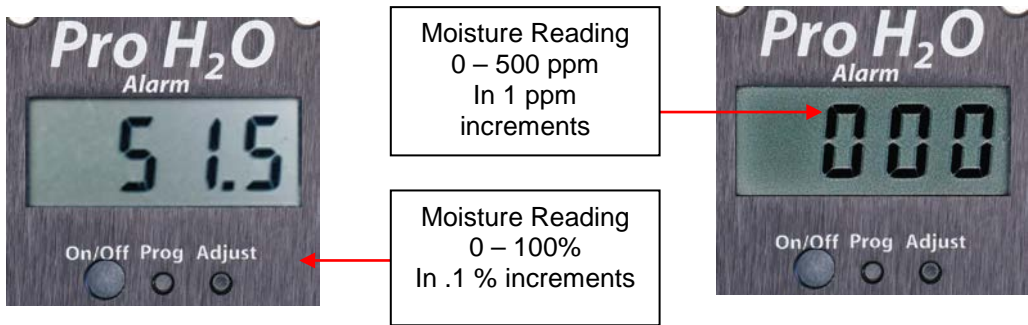 Pro H₂O
Alarm
51.5
On/Off Prog Adjust
Moisture Reading
0 – 500 ppm
In 1 ppm
increments
Moisture Reading
0 – 100%
In .1 % increments
Pro H₂O
Alarm
000
On/Off Prog Adjust